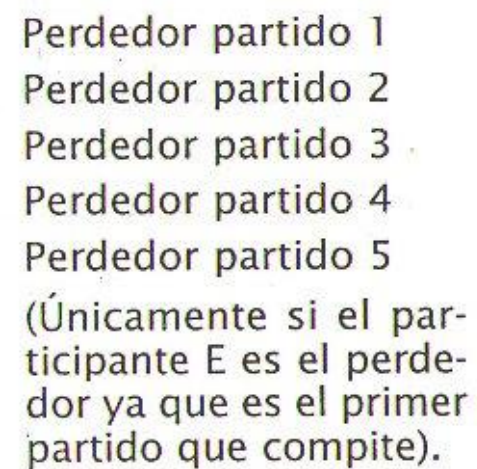 Perdedor partido 1
Perdedor partido 2
Perdedor partido 3
Perdedor partido 4
Perdedor partido 5
(Únicamente si el par-
ticipante E es el perde-
dor ya que es el primer
partido que compite).